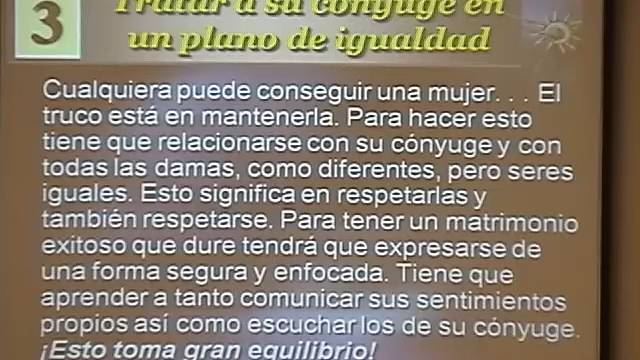 3
Tratar a su cónyuge en
un plano de igualdad
Cualquiera puede conseguir una mujer. . . El
truco está en mantenerla. Para hacer esto
tiene que relacionarse con su cónyuge y con
todas las damas, como diferentes, pero seres
iguales. Esto significa en respetarlas y
también respetarse. Para tener un matrimonio
exitoso que dure tendrá que expresarse de
una forma segura y enfocada. Tiene que
aprender a tanto comunicar sus sentimientos
propios así como escuchar los de su cónyuge.
¡Esto toma gran equilibrio!